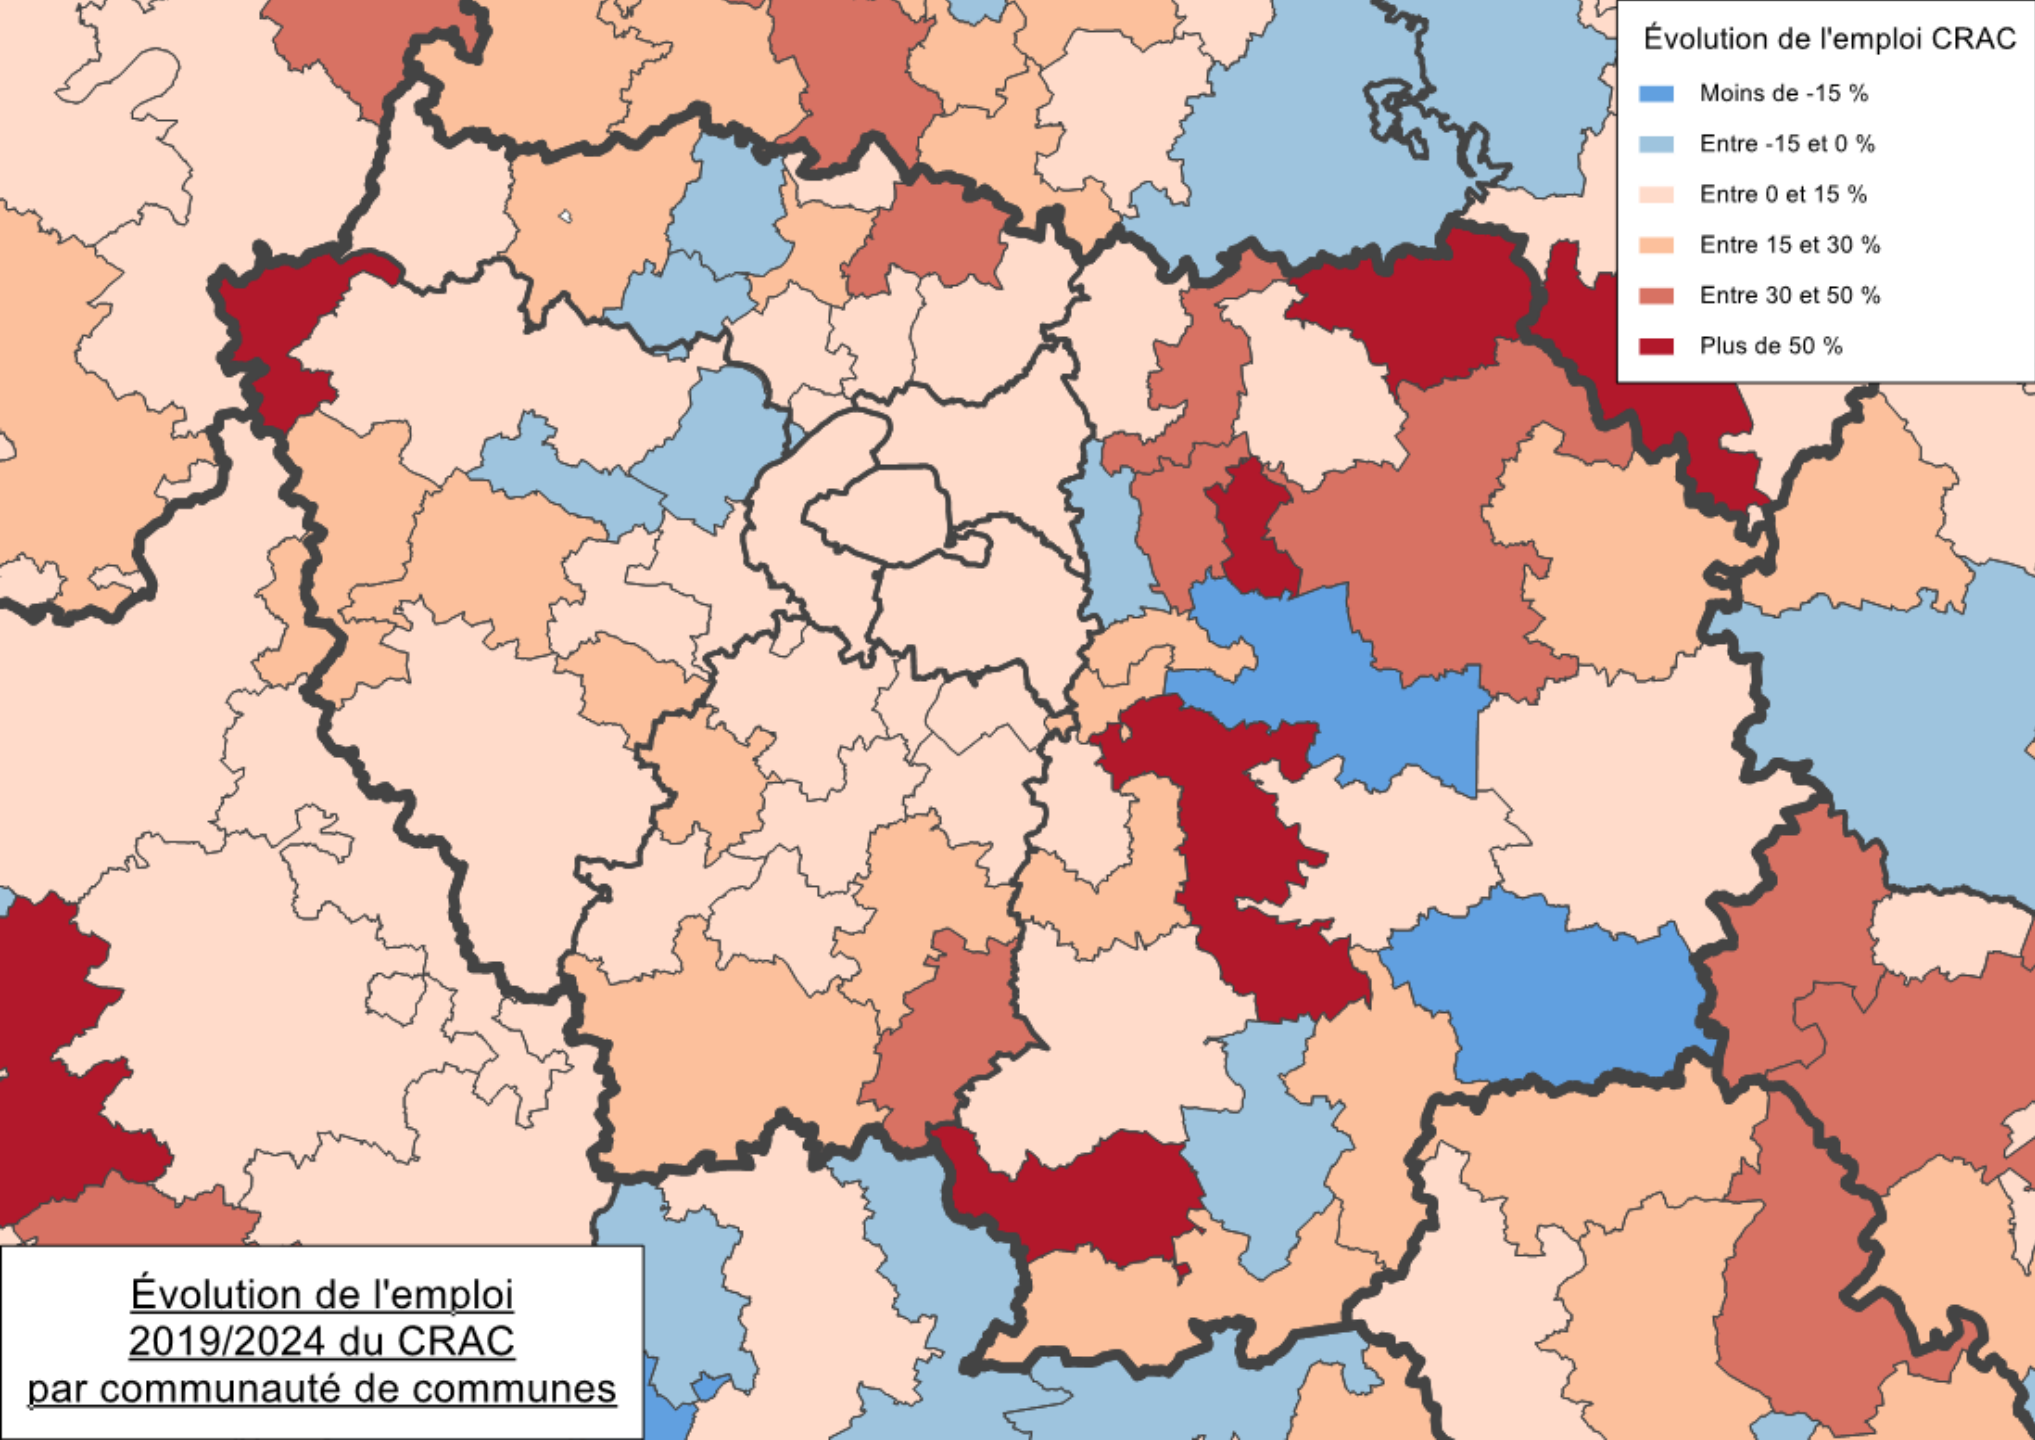 Évolution de l'emploi CRAC
Moins de -15 %
Entre -15 et 0 %
Entre 0 et 15 %
Entre 15 et 30 %
Entre 30 et 50 %
Plus de 50 %
Évolution de l'emploi
2019/2024 du CRAC
par communauté de communes